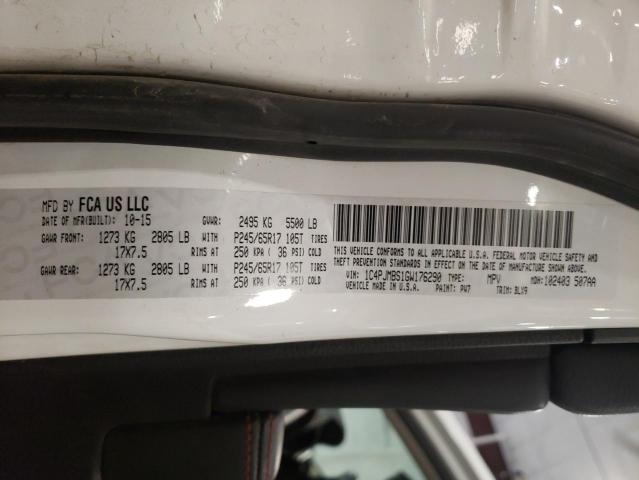 MFD BY FCA US LLC
DATE OF MFR(BUILT): 10-15 GVWR: 2495 KG 5500 LB
GAWR FRONT: 1273 KG 2805 LB WITH P245/65R17 105T TIRES
17X7.5 RIMS AT 250 KPA ( 36 PSI) COLD
GAWR REAR: 1273 KG 2805 LB WITH P245/65R17 105T TIRES
17X7.5 RIMS AT 250 KPA ( 36 PSI) COLD
THIS VEHICLE CONFORMS TO ALL APPLICABLE U.S.A. FEDERAL MOTOR VEHICLE SAFETY AND
THEFT PREVENTION STANDARDS IN EFFECT ON THE DATE OF MANUFACTURE SHOWN ABOVE.
VIN: 1C4PJMBS1GW176290 TYPE: MPV MDH: 102403 507AA
VEHICLE MADE IN U.S.A. PAINT: PW7 TRIM: BLX9